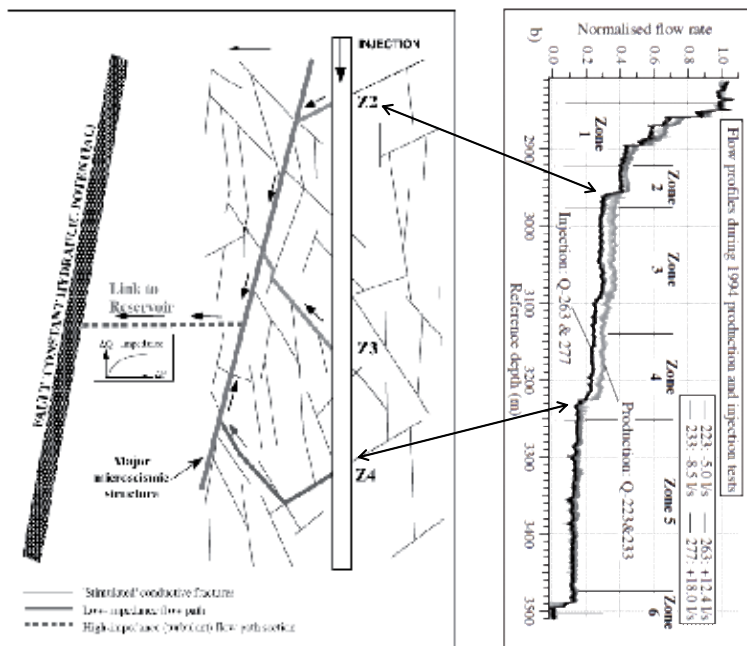 INJECTION
Z2
Z3
Z4
FAULT (CONSTANT HYDRAULIC POTENTIAL)
Link to
Reservoir
ΔQ impedance
Major
microseismic
structure
'Stimulated' conductive fractures
Low-impedance flow path
High-impedance (turbulent) flow path section
Normalised flow rate
b)
0.0 0.2 0.4 0.6 0.8 1.0
Flow profiles during 1994 production and injection tests
Zone
1
Zone
2
Zone
3
Zone
4
Zone 5
Zone
6
2900
3000
3100
3200
3300
3400
3500
Reference depth (m)
Injection: Q-263 & 277
Production: Q-223&233
223: -5.0 l/s
233: -8.5 l/s
263: +12.4 l/s
277: +18.0 l/s